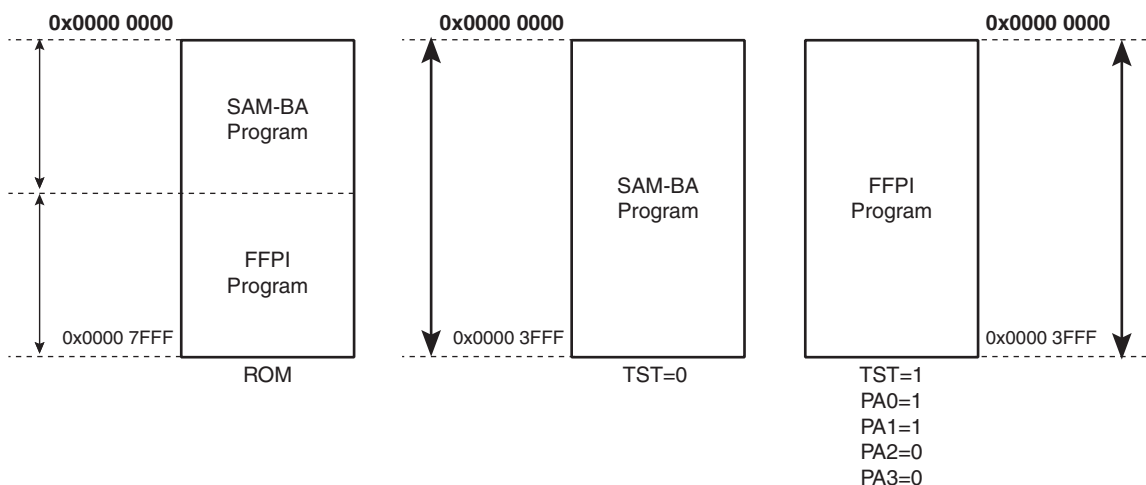 0x0000 0000
SAM-BA
Program
FFPI
Program
0x0000 7FFF
ROM
0x0000 0000
SAM-BA
Program
0x0000 3FFF
TST=0
0x0000 0000
FFPI
Program
0x0000 3FFF
TST=1
PA0=1
PA1=1
PA2=0
PA3=0